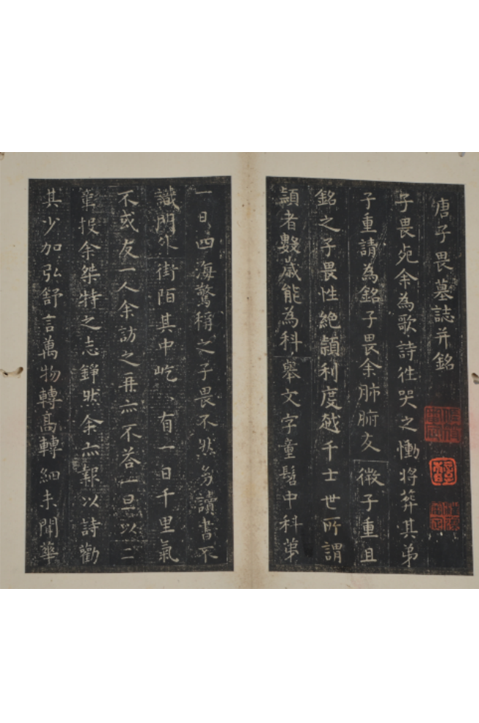 唐子畏墓誌并銘
子畏死余為歌詩往哭之慟將葬其弟
子重請為銘子畏余肺腑友微子重且
銘之子畏性絕穎利度越千士世所謂
穎者數歲能為科舉文字童髫中科第
一日四海驚稱之子畏不然幼讀書不
識門外街陌其中屹屹有一日千里氣
不或友一人余訪之再亦不答一旦以二
章投余傑特之志錚然余亦報以詩勸
其少加弘舒言萬物轉高轉細未聞華